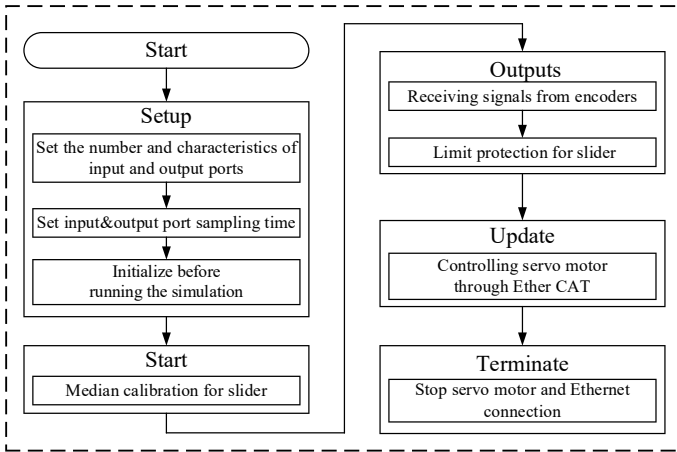 Start
Setup
Set the number and characteristics of
input and output ports
Set input&output port sampling time
Initialize before
running the simulation
Start
Median calibration for slider
Outputs
Receiving signals from encoders
Limit protection for slider
Update
Controlling servo motor
through Ether CAT
Terminate
Stop servo motor and Ethernet
connection